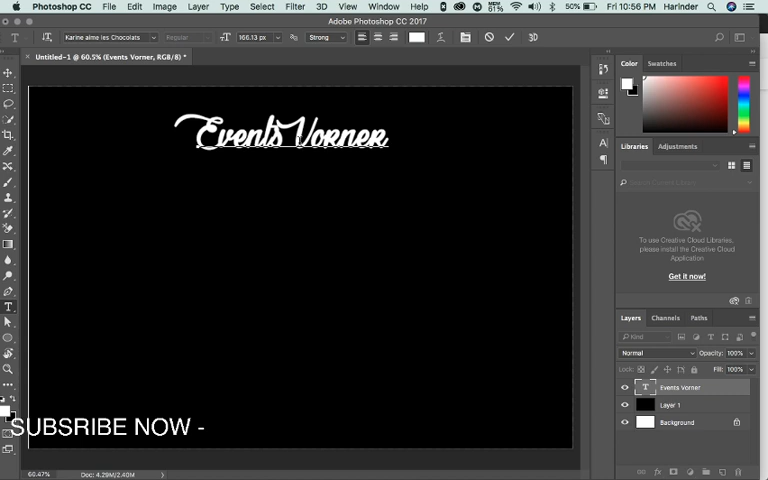 Photoshop CC File Edit Image Layer Type Select Filter 3D View Window Help MEM 61% 50% Fri 10:56 PM Harinder
Adobe Photoshop CC 2017
Karine aime les Chocolats Regular 166.13 px Strong 3D
Untitled-1 @ 60.5% (Events Vorner, RGB/8) *
Color Swatches
Events Vorner
Libraries Adjustments
To use Creative Cloud Libraries,
please install the Creative Cloud
Application
Get it now!
Layers Channels Paths
Kind
Normal Opacity: 100%
Lock: Fill: 100%
Events Vorner
Layer 1
Background
SUBSRIBE NOW -
60.47% Doc: 4.29M/2.40M